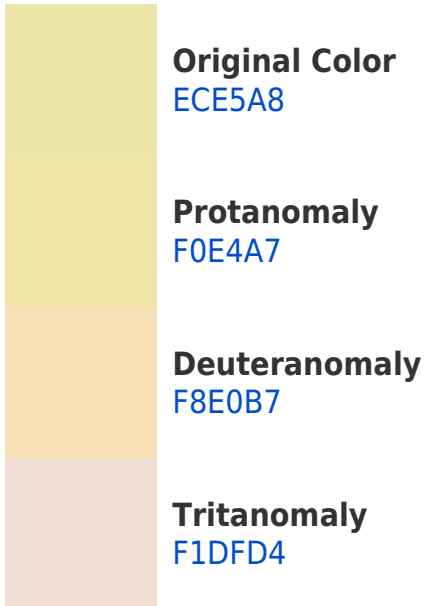 Original Color
ECE5A8
Protanomaly
F0E4A7
Deuteranomaly
F8E0B7
Tritanomaly
F1DFD4